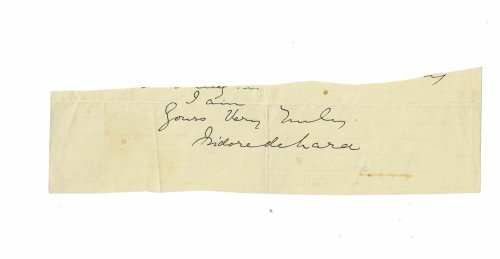 I am
Yours Very Truly,
Isidore de Lara